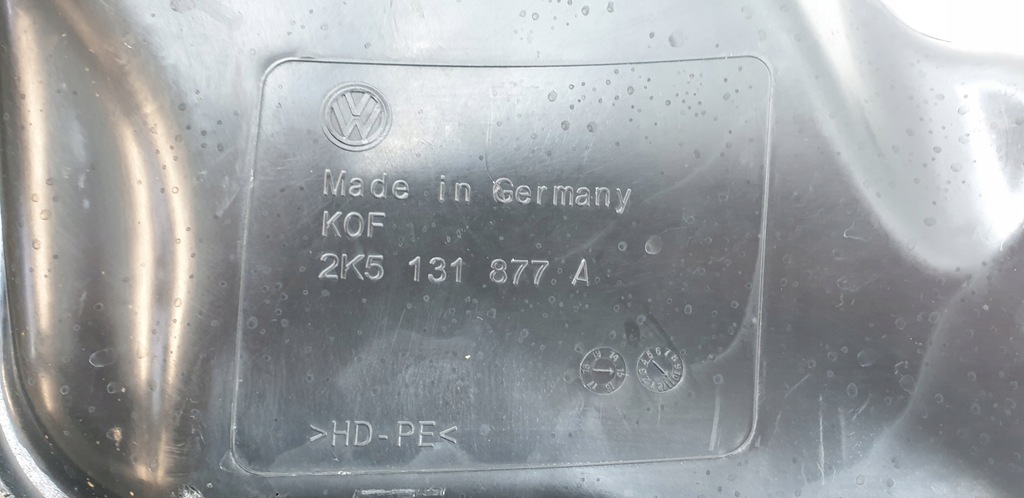 Made in Germany
KOF
2K5 131 877 A
>HD-PE<